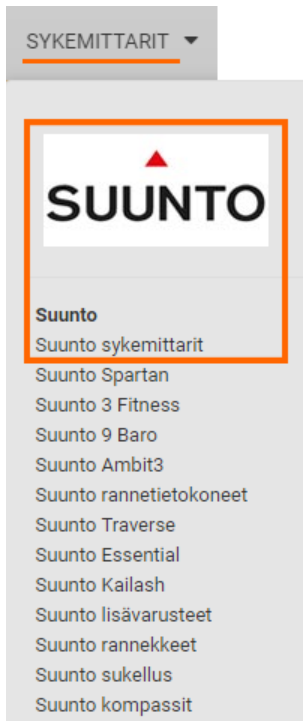 SYKEMITTARIT
SUUNTO
Suunto
Suunto sykemittarit
Suunto Spartan
Suunto 3 Fitness
Suunto 9 Baro
Suunto Ambit3
Suunto rannetietokoneet
Suunto Traverse
Suunto Essential
Suunto Kailash
Suunto lisävarusteet
Suunto rannekkeet
Suunto sukellus
Suunto kompassit